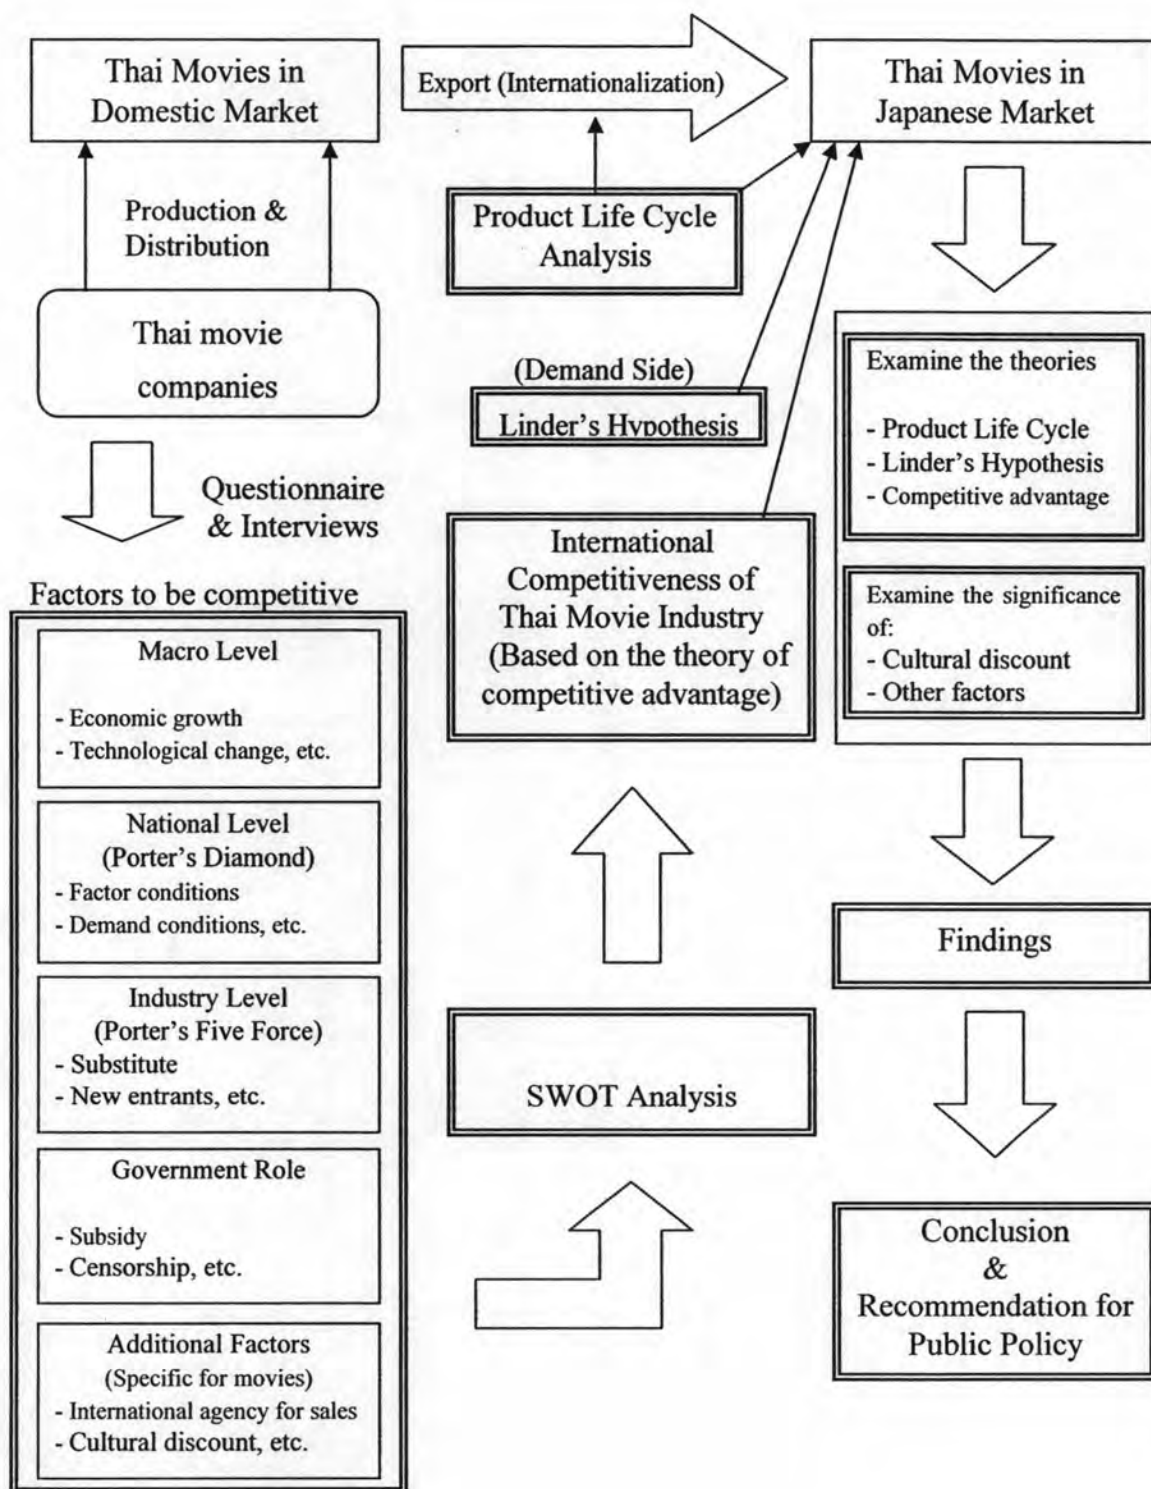 Thai Movies in
Domestic Market
Export (Internationalization)
Thai Movies in
Japanese Market
Production &
Distribution
Thai movie
companies
Product Life Cycle
Analysis
(Demand Side)
Linder's Hypothesis
Questionnaire
& Interviews
Factors to be competitive
Macro Level
- Economic growth
- Technological change, etc.
National Level
(Porter's Diamond)
- Factor conditions
- Demand conditions, etc.
Industry Level
(Porter's Five Force)
- Substitute
- New entrants, etc.
Government Role
- Subsidy
- Censorship, etc.
Additional Factors
(Specific for movies)
- International agency for sales
- Cultural discount, etc.
SWOT Analysis
International
Competitiveness of
Thai Movie Industry
(Based on the theory of
competitive advantage)
Examine the theories
- Product Life Cycle
- Linder's Hypothesis
- Competitive advantage
Examine the significance
of:
- Cultural discount
- Other factors
Findings
Conclusion
&
Recommendation for
Public Policy